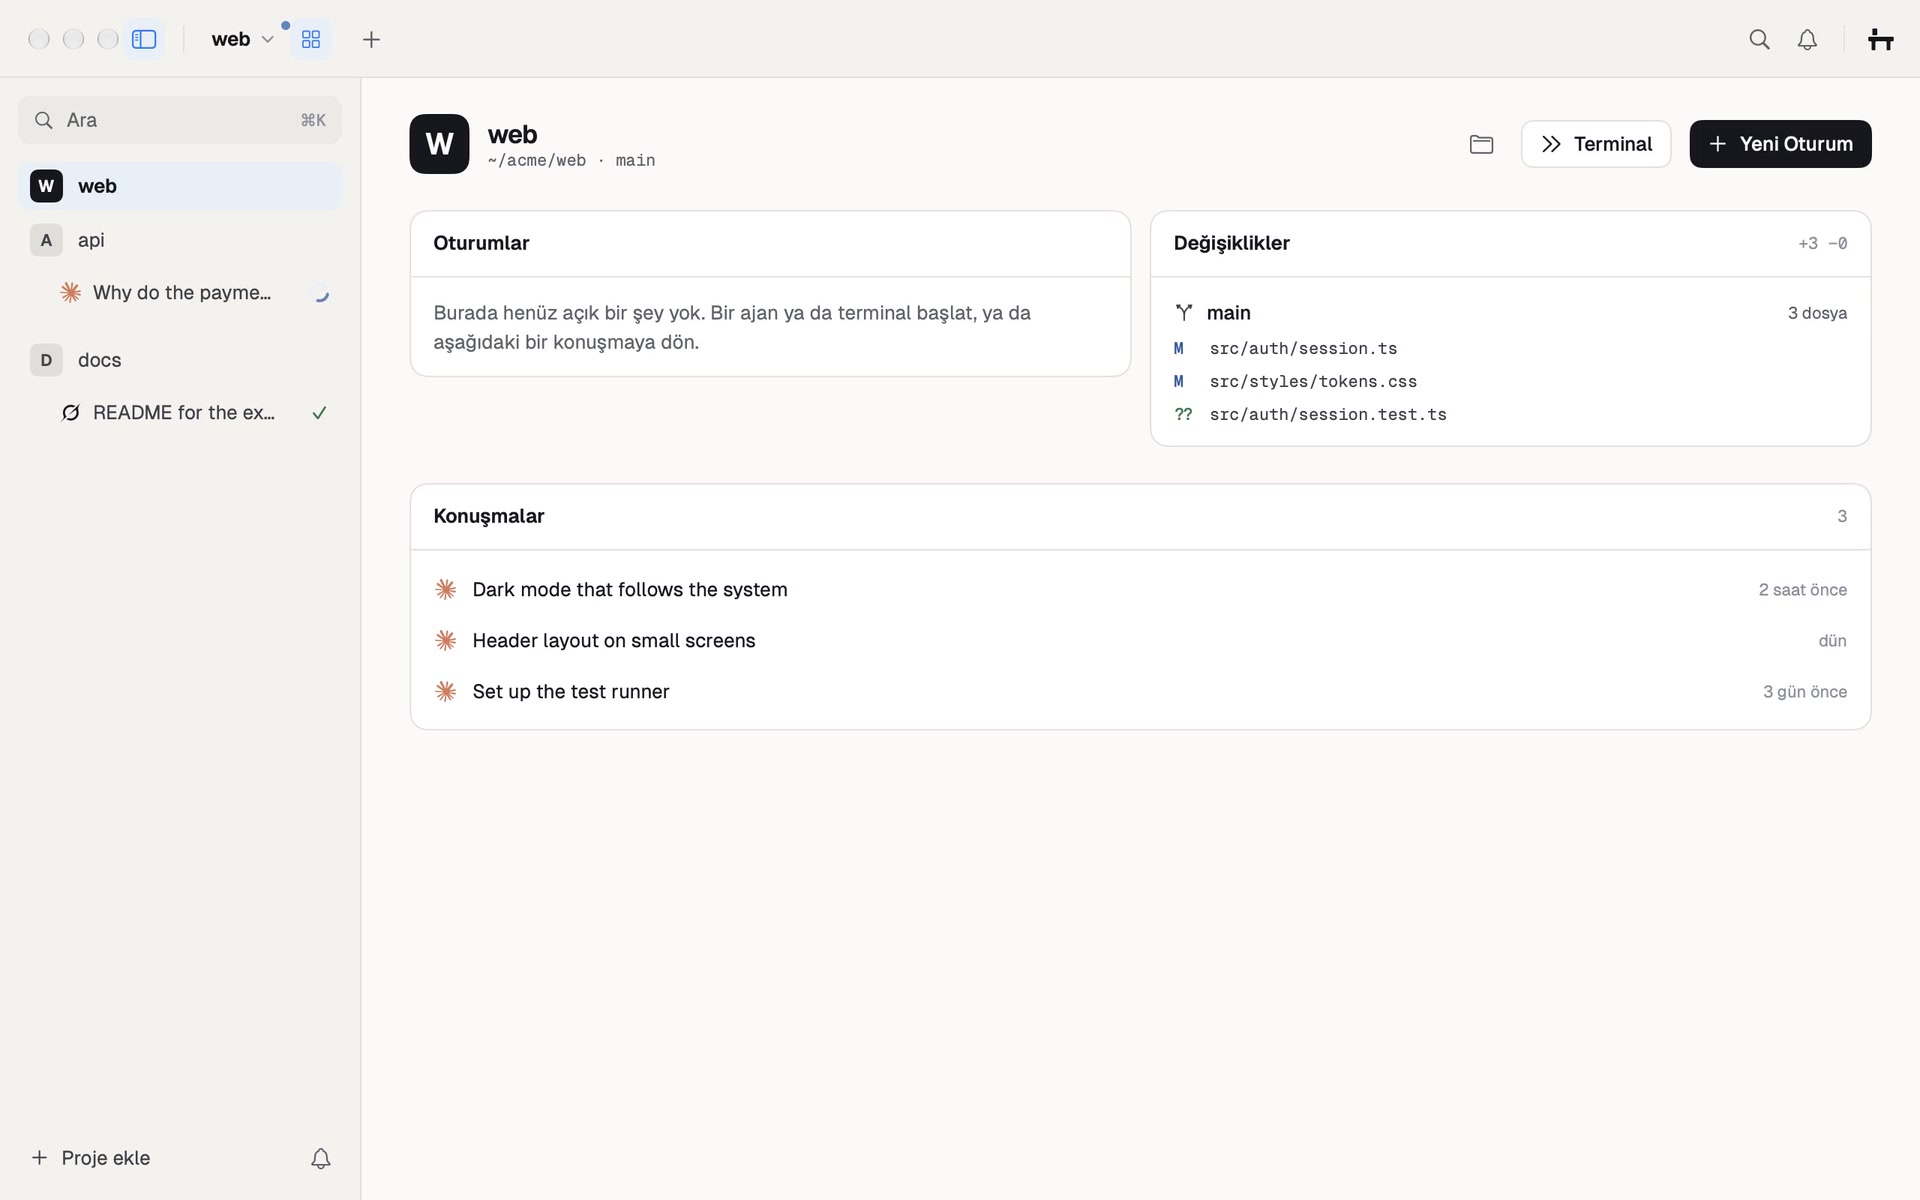 web
Ara ⌘K
W web
A api
Why do the payme...
D docs
README for the ex...
Proje ekle
W
web
~/acme/web · main
Terminal
Yeni Oturum
Oturumlar
Burada henüz açık bir şey yok. Bir ajan ya da terminal başlat, ya da
aşağıdaki bir konuşmaya dön.
Değişiklikler +3 −0
main 3 dosya
M src/auth/session.ts
M src/styles/tokens.css
?? src/auth/session.test.ts
Konuşmalar 3
Dark mode that follows the system 2 saat önce
Header layout on small screens dün
Set up the test runner 3 gün önce